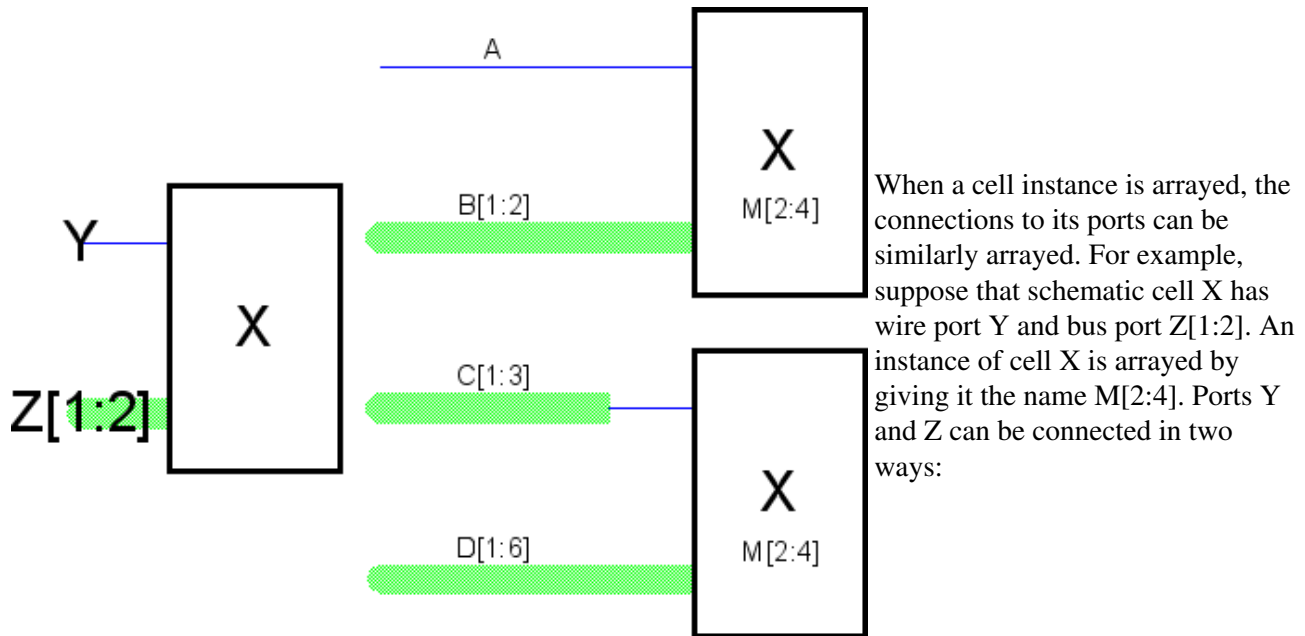 A
X
M[2:4]
B[1:2]
Y
X
Z[1:2]
C[1:3]
X
M[2:4]
D[1:6]
When a cell instance is arrayed, the
connections to its ports can be
similarly arrayed. For example,
suppose that schematic cell X has
wire port Y and bus port Z[1:2]. An
instance of cell X is arrayed by
giving it the name M[2:4]. Ports Y
and Z can be connected in two
ways: